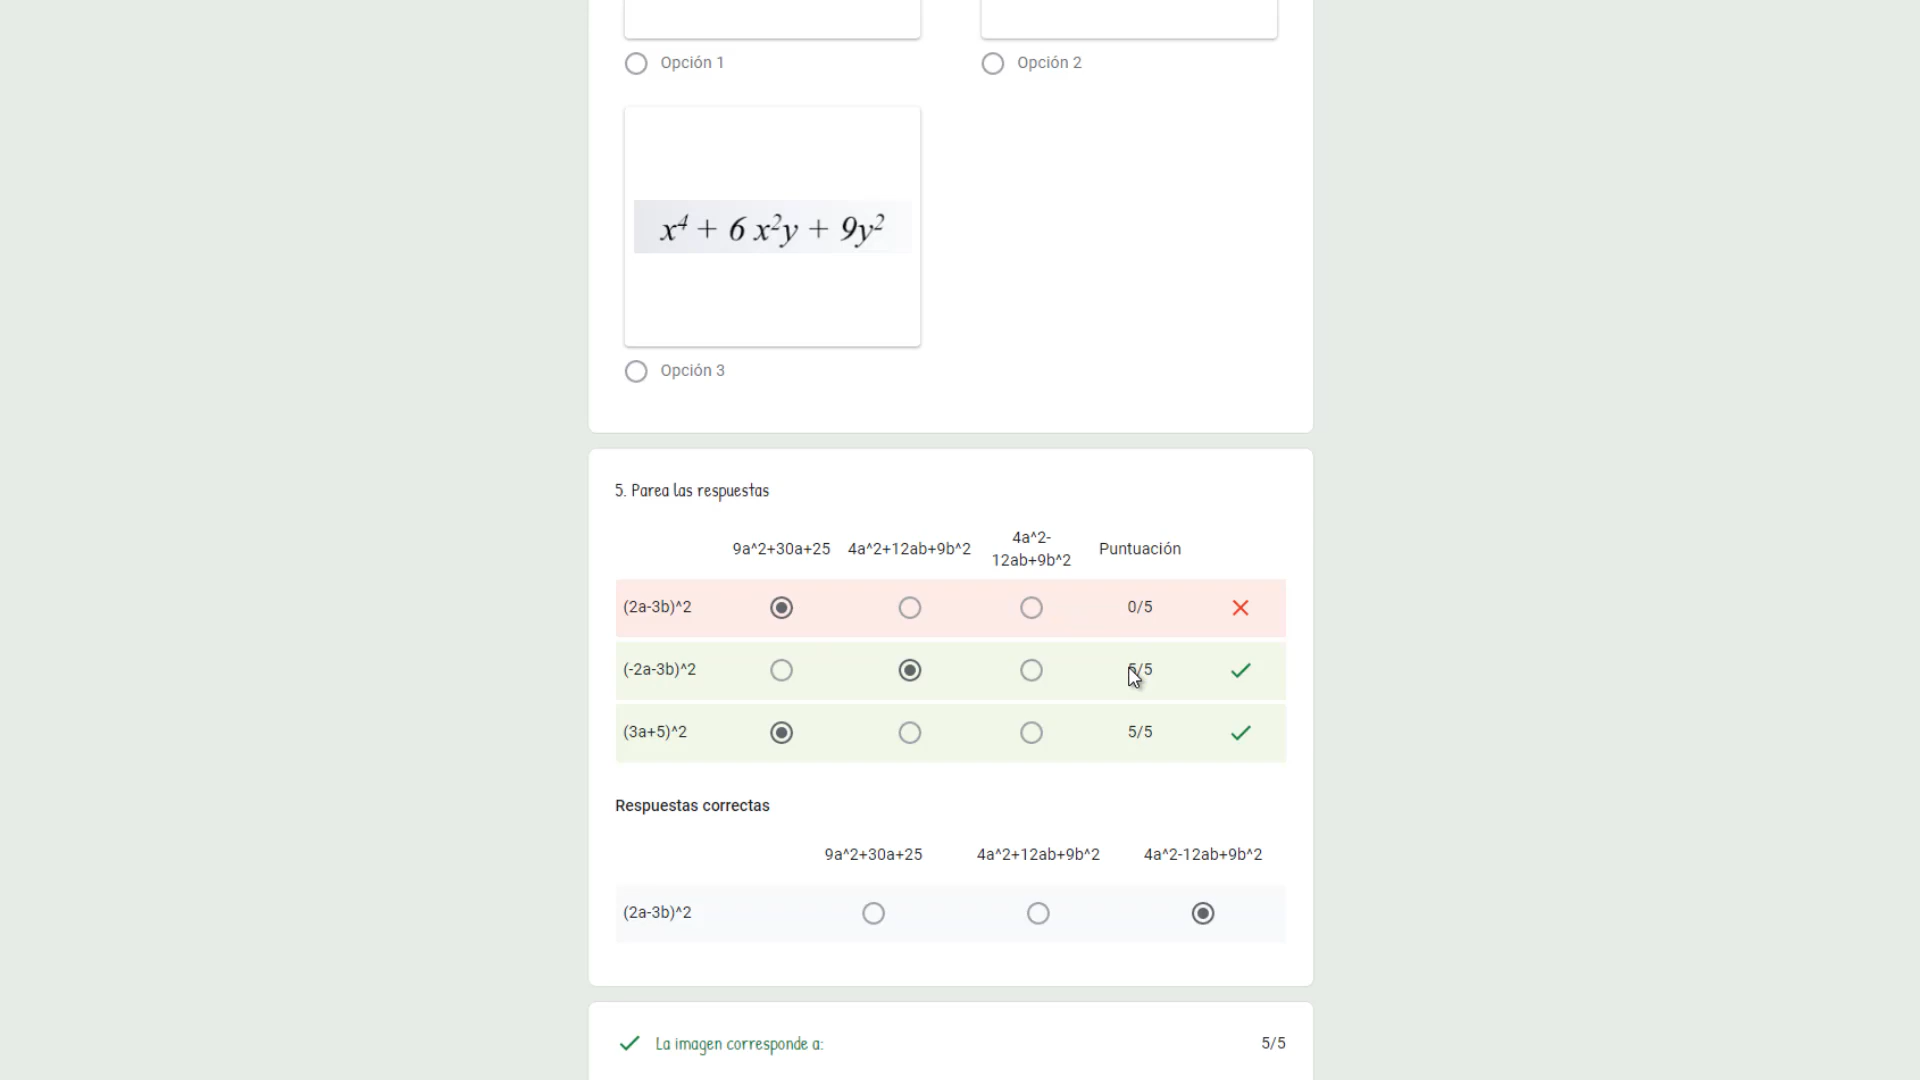 Opción 1
Opción 2
x⁴ + 6 x²y + 9y²
Opción 3
5. Parea las respuestas
9a^2+30a+25 4a^2+12ab+9b^2 4a^2-12ab+9b^2 Puntuación
(2a-3b)^2 0/5
(-2a-3b)^2 5/5
(3a+5)^2 5/5
Respuestas correctas
9a^2+30a+25 4a^2+12ab+9b^2 4a^2-12ab+9b^2
(2a-3b)^2
La imagen corresponde a: 5/5